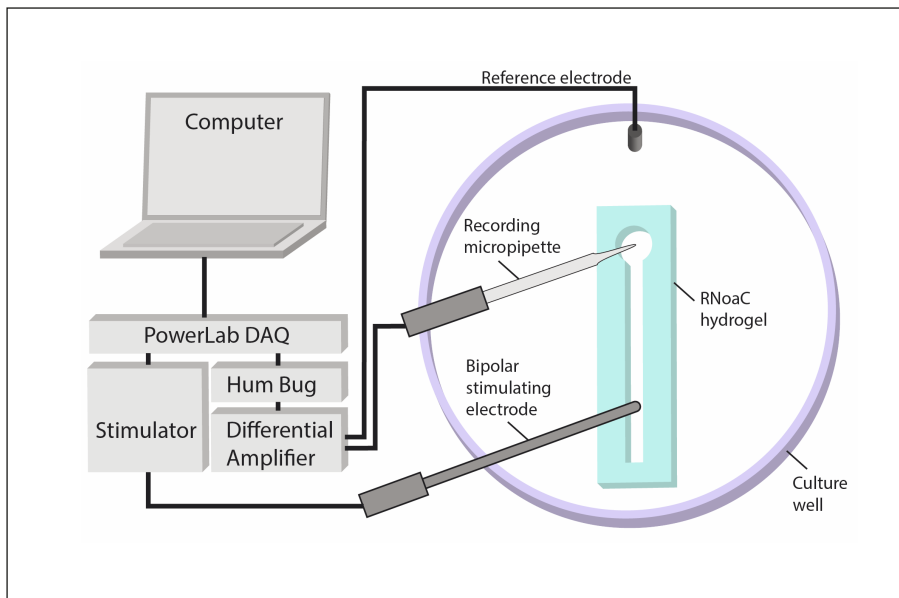 Reference electrode
Computer
Recording
micropipette
RNoaC
hydrogel
PowerLab DAQ
Bipolar
stimulating
electrode
Hum Bug
Stimulator
Differential
Amplifier
Culture
well